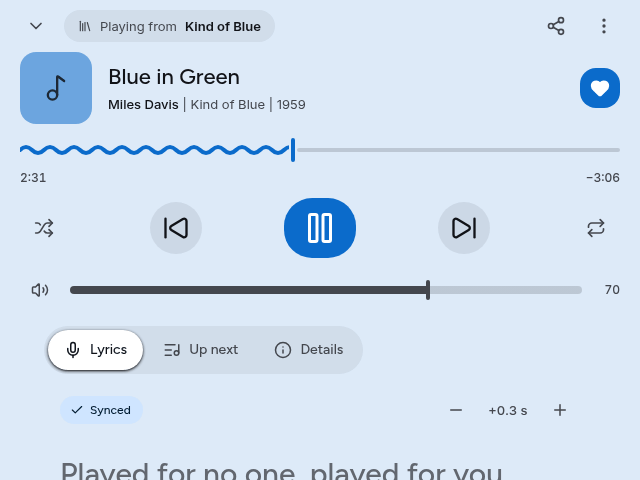 Playing from Kind of Blue
Blue in Green
Miles Davis | Kind of Blue | 1959
2:31
−3:06
70
Lyrics
Up next
Details
Synced
+0.3 s
Played for no one, played for you